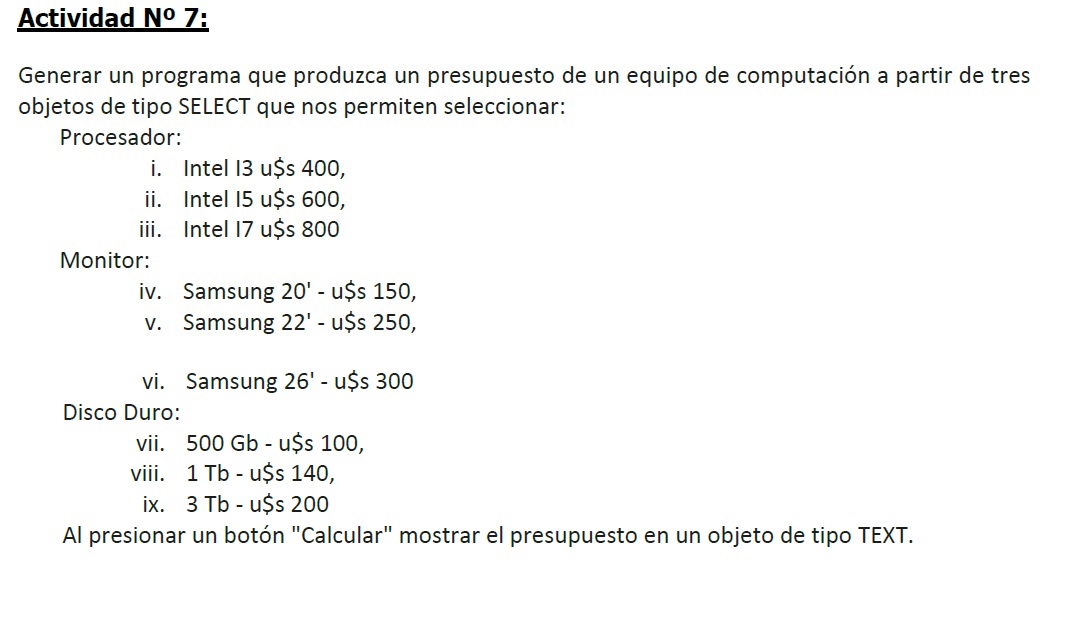 Actividad Nº 7:
Generar un programa que produzca un presupuesto de un equipo de computación a partir de tres
objetos de tipo SELECT que nos permiten seleccionar:
Procesador:
i. Intel I3 u$s 400,
ii. Intel I5 u$s 600,
iii. Intel I7 u$s 800
Monitor:
iv. Samsung 20' - u$s 150,
v. Samsung 22' - u$s 250,
vi. Samsung 26' - u$s 300
Disco Duro:
vii. 500 Gb - u$s 100,
viii. 1 Tb - u$s 140,
ix. 3 Tb - u$s 200
Al presionar un botón "Calcular" mostrar el presupuesto en un objeto de tipo TEXT.